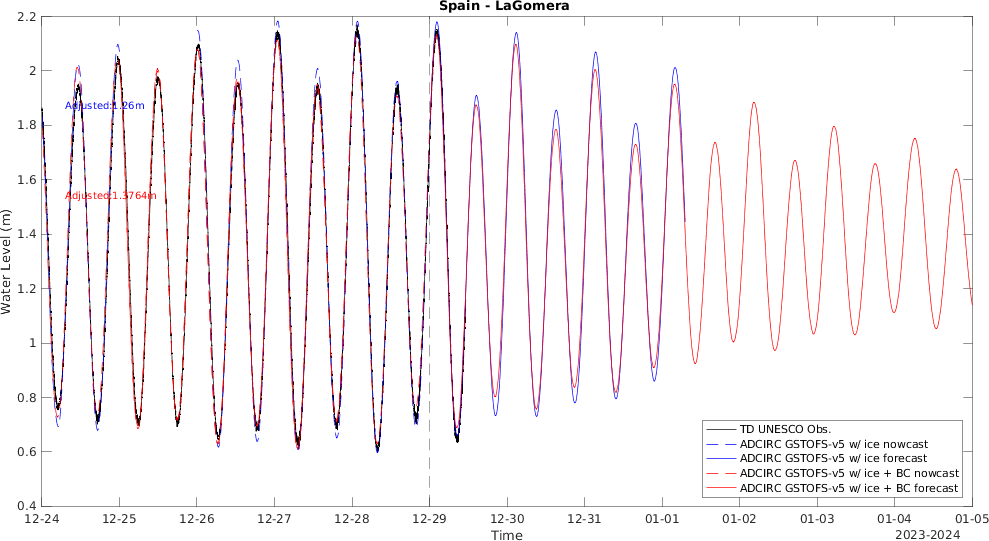 Spain - LaGomera
Water Level (m)
2.2
2
1.8
1.6
1.4
1.2
1
0.8
0.6
0.4
Adjusted:1.26m
Adjusted:1.3764m
TD UNESCO Obs.
ADCIRC GSTOFS-v5 w/ ice nowcast
ADCIRC GSTOFS-v5 w/ ice forecast
ADCIRC GSTOFS-v5 w/ ice + BC nowcast
ADCIRC GSTOFS-v5 w/ ice + BC forecast
12-24 12-25 12-26 12-27 12-28 12-29 12-30 12-31 01-01 01-02 01-03 01-04 01-05
Time
2023-2024